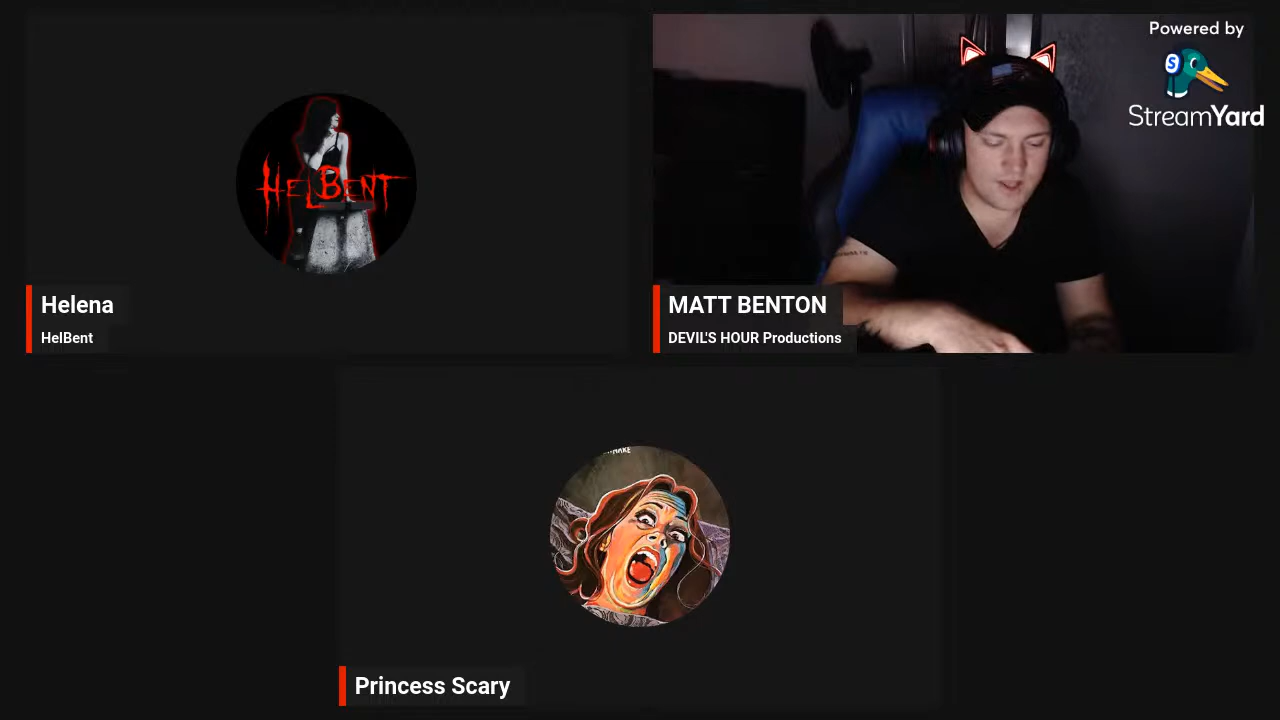 HELBENT
Helena
HelBent
MATT BENTON
DEVIL'S HOUR Productions
Powered by
S
StreamYard
Princess Scary